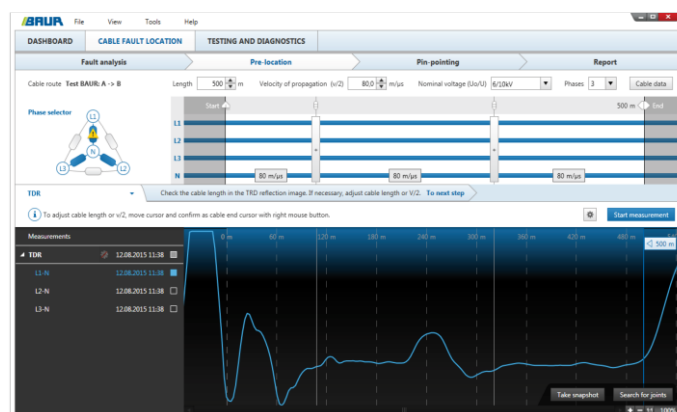 BAUR File View Tools Help
DASHBOARD CABLE FAULT LOCATION TESTING AND DIAGNOSTICS
Fault analysis Pre-location Pin-pointing Report
Cable route Test BAUR: A -> B Length 500 m Velocity of propagation (v/2) 80,0 m/µs Nominal voltage (Uo/U) 6/10kV Phases 3 Cable data
Phase selector
Start 500 m End
L1 L1
L2
N L3
L3 L2 N 80 m/µs 80 m/µs 80 m/µs
TDR Check the cable length in the TRD reflection image. If necessary, adjust cable length or V/2. To next step
i To adjust cable length or v/2, move cursor and confirm as cable end cursor with right mouse button. Start measurement
Measurements 0 m 60 m 120 m 180 m 240 m 300 m 360 m 420 m 480 m
500 m
TDR 12.08.2015 11:38
L1-N 12.08.2015 11:38
L2-N 12.08.2015 11:38
L3-N 12.08.2015 11:38
Take snapshot Search for joints
100%